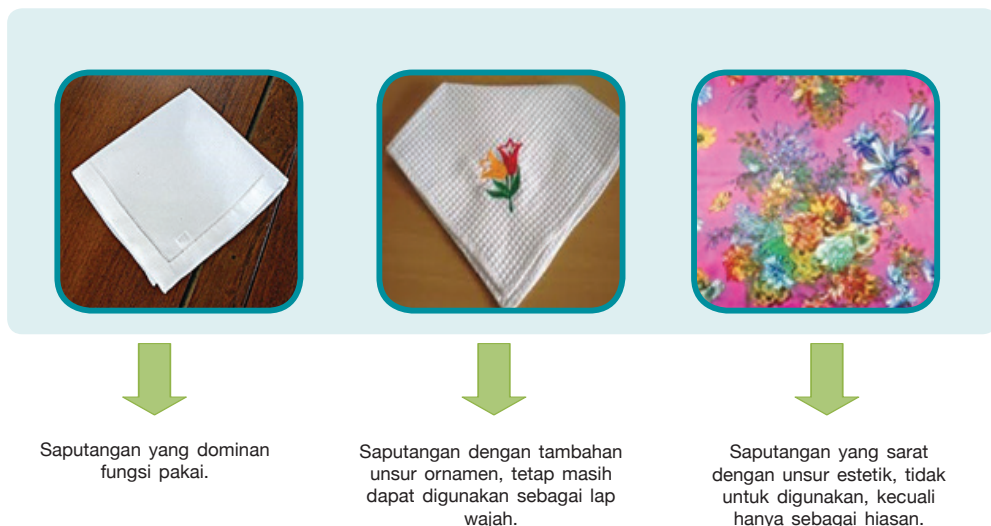 Saputangan yang dominan
fungsi pakai.
Saputangan dengan tambahan
unsur ornamen, tetap masih
dapat digunakan sebagai lap
wajah.
Saputangan yang sarat
dengan unsur estetik, tidak
untuk digunakan, kecuali
hanya sebagai hiasan.